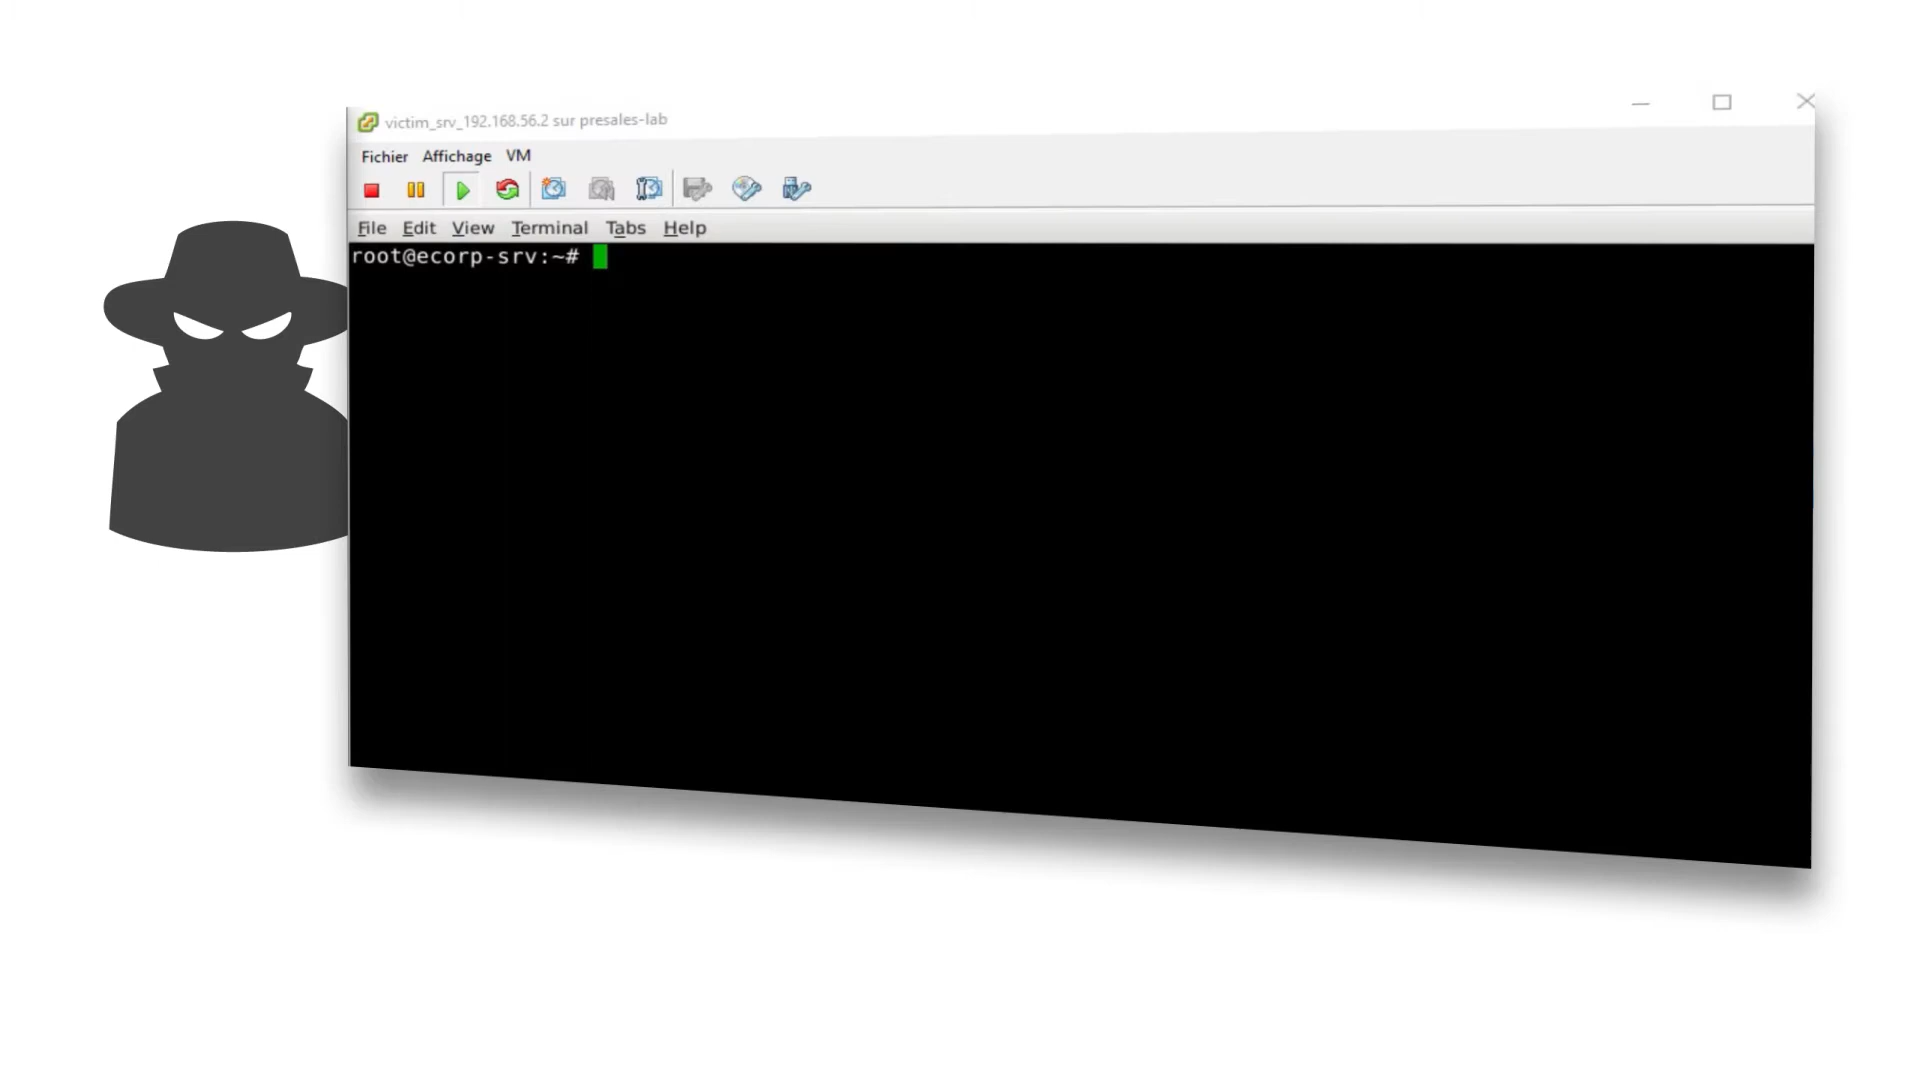 victim_srv_192.168.56.2 sur presales-lab
Fichier Affichage VM
File Edit View Terminal Tabs Help
root@ecorp-srv:~#